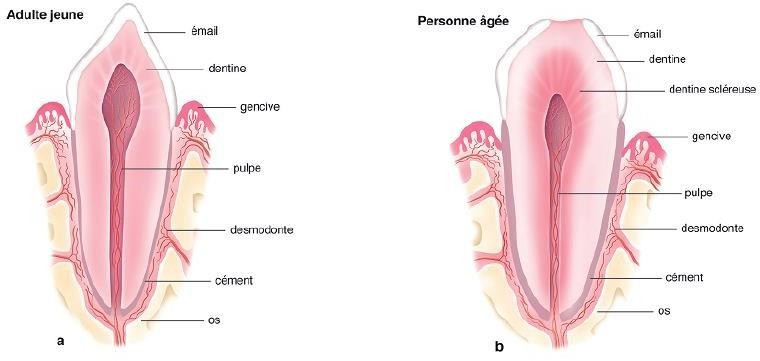 Adulte jeune
émail
dentine
gencive
pulpe
desmodonte
cément
os
a
Personne âgée
émail
dentine
dentine scléreuse
gencive
pulpe
desmodonte
cément
os
b